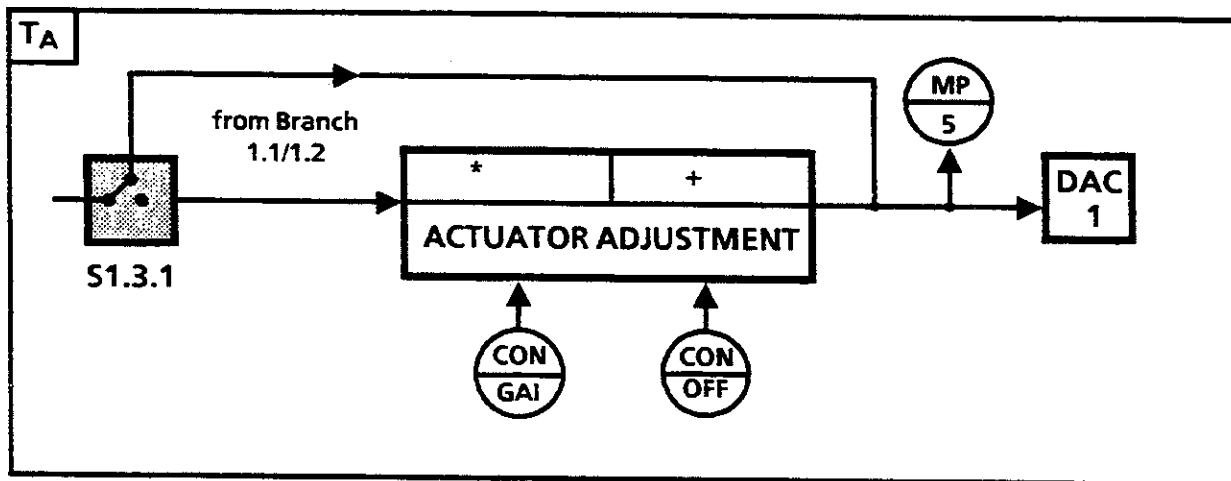 TA
MP
5
from Branch
1.1/1.2
* +
DAC
1
ACTUATOR ADJUSTMENT
S1.3.1
CON
GAI
CON
OFF